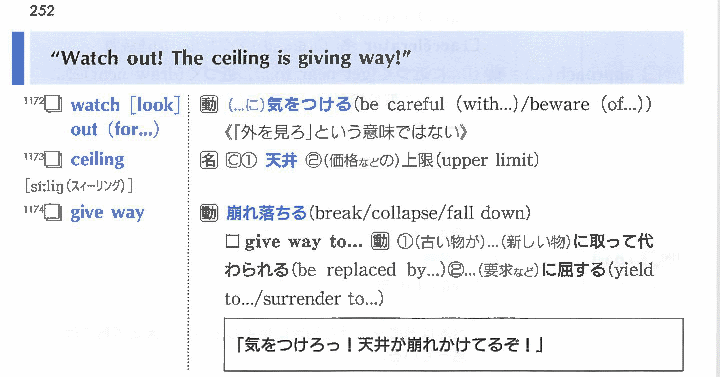 252
"Watch out! The ceiling is giving way!"
1172 watch [look] 動 (…に)気をつける(be careful (with...)/beware (of...))
out (for...) 《「外を見ろ」という意味ではない》
1173 ceiling 名 C① 天井 ②(価格などの)上限(upper limit)
[síːliŋ(スィーリング)]
1174 give way 動 崩れ落ちる(break/collapse/fall down)
□ give way to... 動 ①(古い物が)…(新しい物)に取って代
わられる(be replaced by...)②…(要求など)に屈する(yield
to.../surrender to...)
「気をつけろっ!天井が崩れかけてるぞ!」